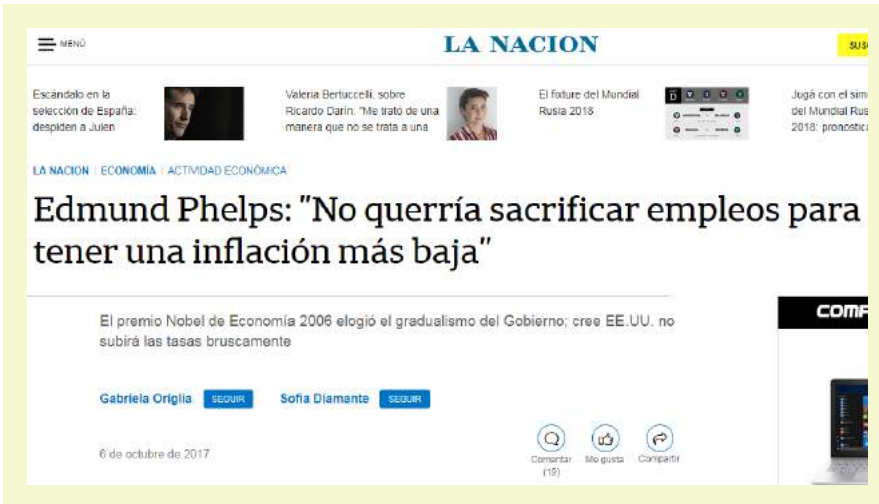 MENÚ
LA NACION
Escándalo en la
selección de España:
despiden a Julen
Valeria Bertuccelli, sobre
Ricardo Darín: "Me trató de una
manera que no se trata a una
El fixture del Mundial
Rusia 2018
D
Jugá con el
del Mundial
2018:
LA NACION | ECONOMÍA | ACTIVIDAD ECONÓMICA
Edmund Phelps: "No querría sacrificar empleos para
tener una inflación más baja"
El premio Nobel de Economía 2006 elogió el gradualismo del Gobierno; cree EE.UU. no
subirá las tasas bruscamente
Gabriela Origlia SEGUIR Sofía Diamante SEGUIR
6 de octubre de 2017
Comentar Me gusta Compartir
(19)